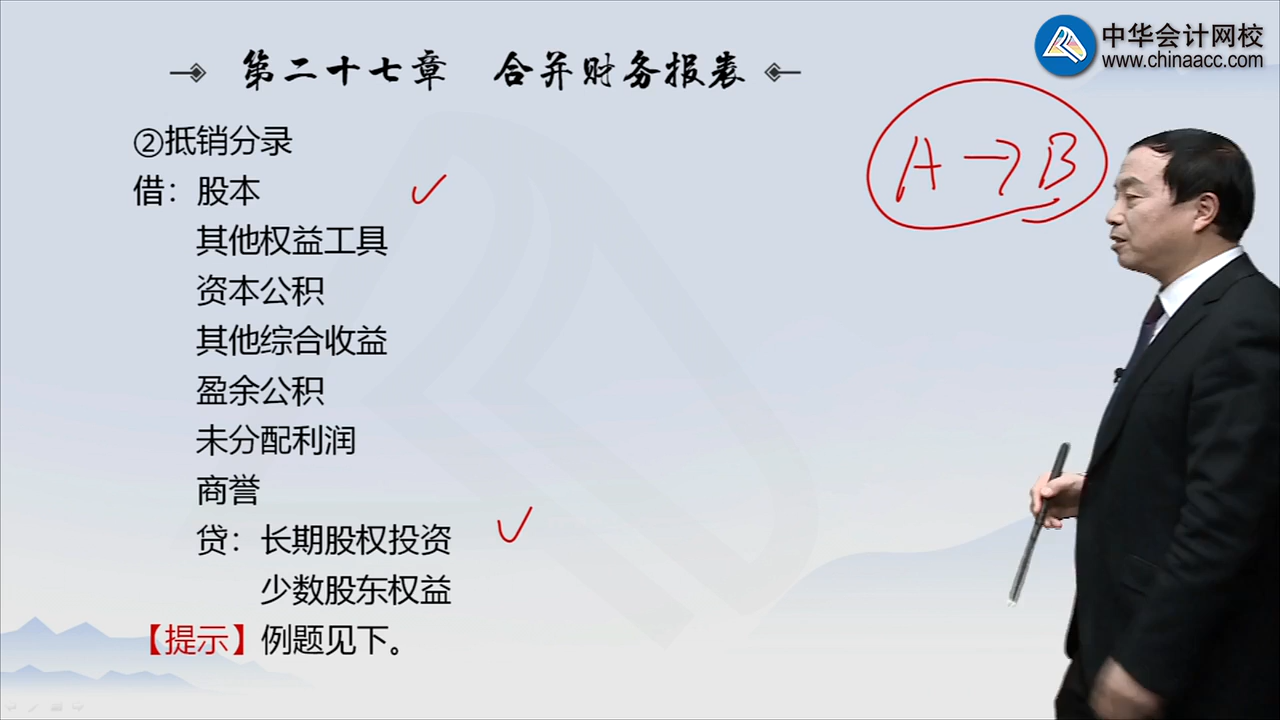 中华会计网校
www.chinaacc.com
第二十七章 合并财务报表
②抵销分录
借：股本
其他权益工具
资本公积
其他综合收益
盈余公积
未分配利润
商誉
贷：长期股权投资
少数股东权益
【提示】例题见下。
A→B